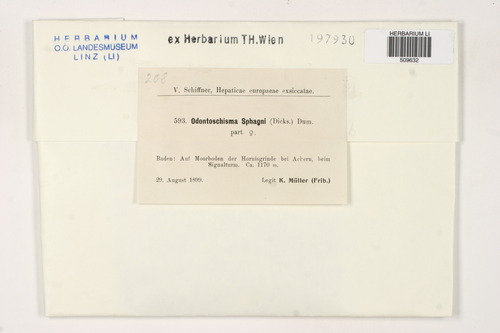 HERBARIUM
O.Ö. LANDESMUSEUM
LINZ (LI)
ex Herbarium TH.Wien
197930
HERBARIUM LI
509632
208
V. Schiffner, Hepaticae europaeae exsiccatae.
593. Odontoschisma Sphagni (Dicks.) Dum.
part. ♀.
Baden: Auf Moorboden der Hornisgrinde bei Achern, beim
Signalturm. Ca. 1170 m.
29. August 1899.
Legit K. Müller (Frib.)